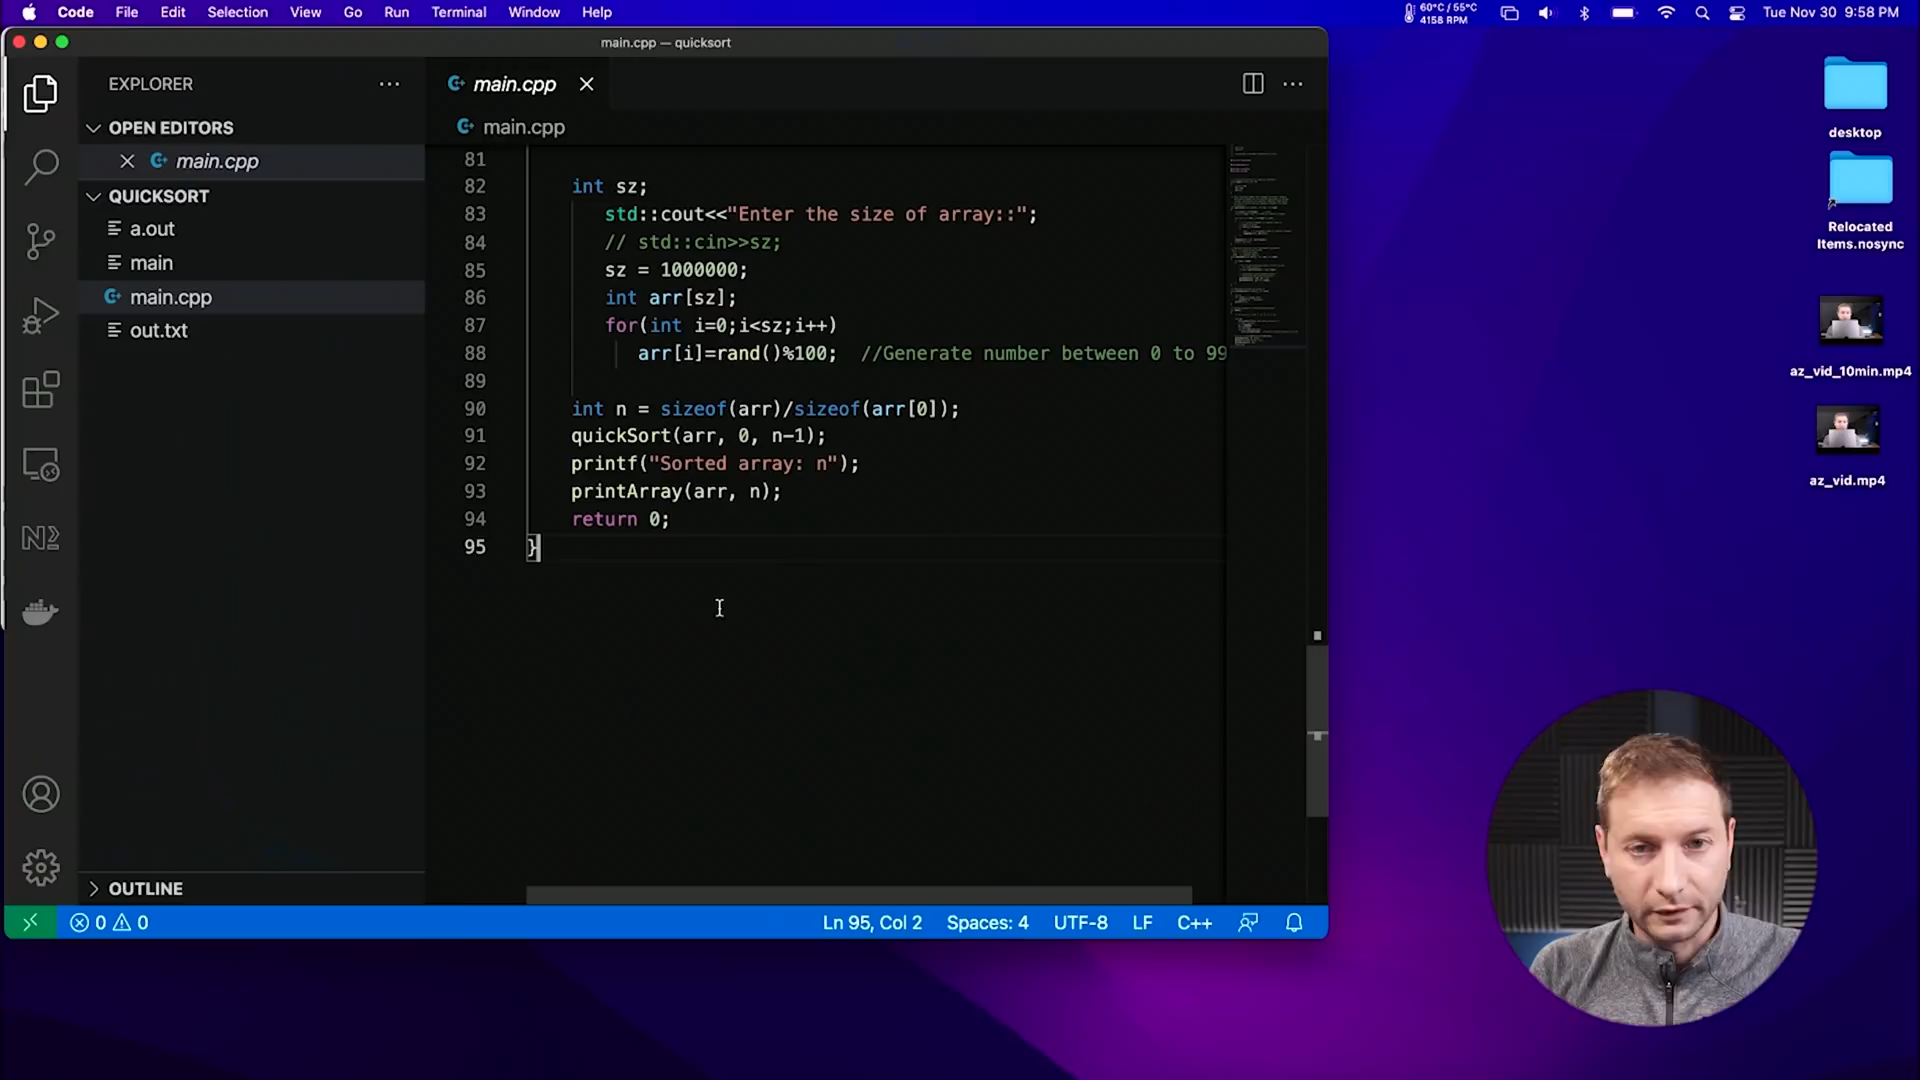 Code File Edit Selection View Go Run Terminal Window Help 60°C / 55°C Tue Nov 30 9:58 PM
4158 RPM
main.cpp — quicksort
EXPLORER
main.cpp
OPEN EDITORS
main.cpp
main.cpp
QUICKSORT
a.out
main
main.cpp
out.txt
81
82 int sz;
83 std::cout<<"Enter the size of array::";
84 // std::cin>>sz;
85 sz = 1000000;
86 int arr[sz];
87 for(int i=0;i<sz;i++)
88 arr[i]=rand()%100; //Generate number between 0 to 99
89
90 int n = sizeof(arr)/sizeof(arr[0]);
91 quickSort(arr, 0, n-1);
92 printf("Sorted array: n");
93 printArray(arr, n);
94 return 0;
95 }
OUTLINE
0 0 Ln 95, Col 2 Spaces: 4 UTF-8 LF C++
desktop
Relocated
Items.nosync
az_vid_10min.mp4
az_vid.mp4